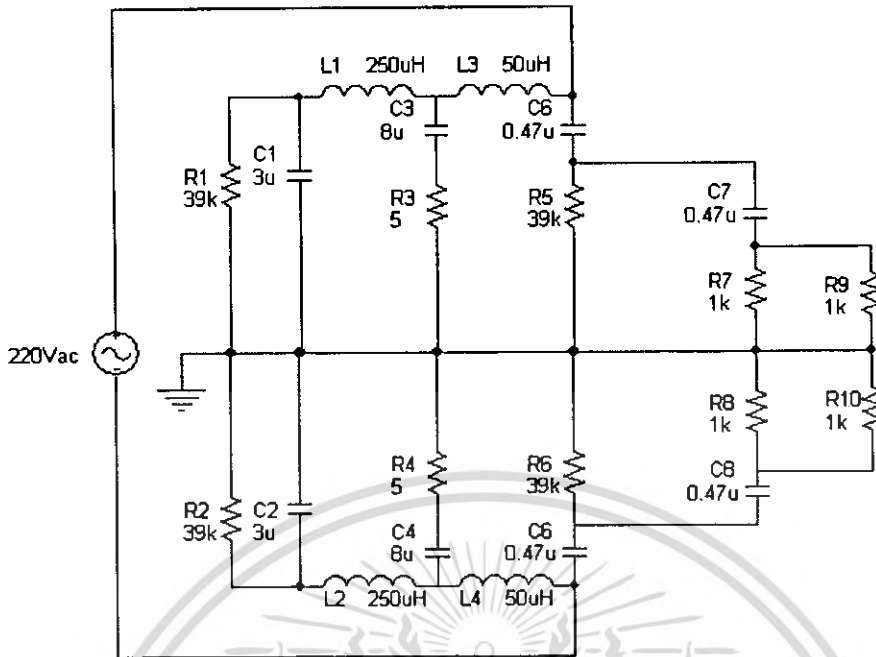 L1 250uH L3 50uH
C3
8u
C6
0.47u
C1
3u
R1
39k
R3
5
R5
39k
C7
0.47u
R7
1k
R9
1k
220Vac
R8
1k
R10
1k
R4
5
R6
39k
C8
0.47u
R2
39k
C2
3u
C4
8u
C6
0.47u
L2 250uH L4 50uH